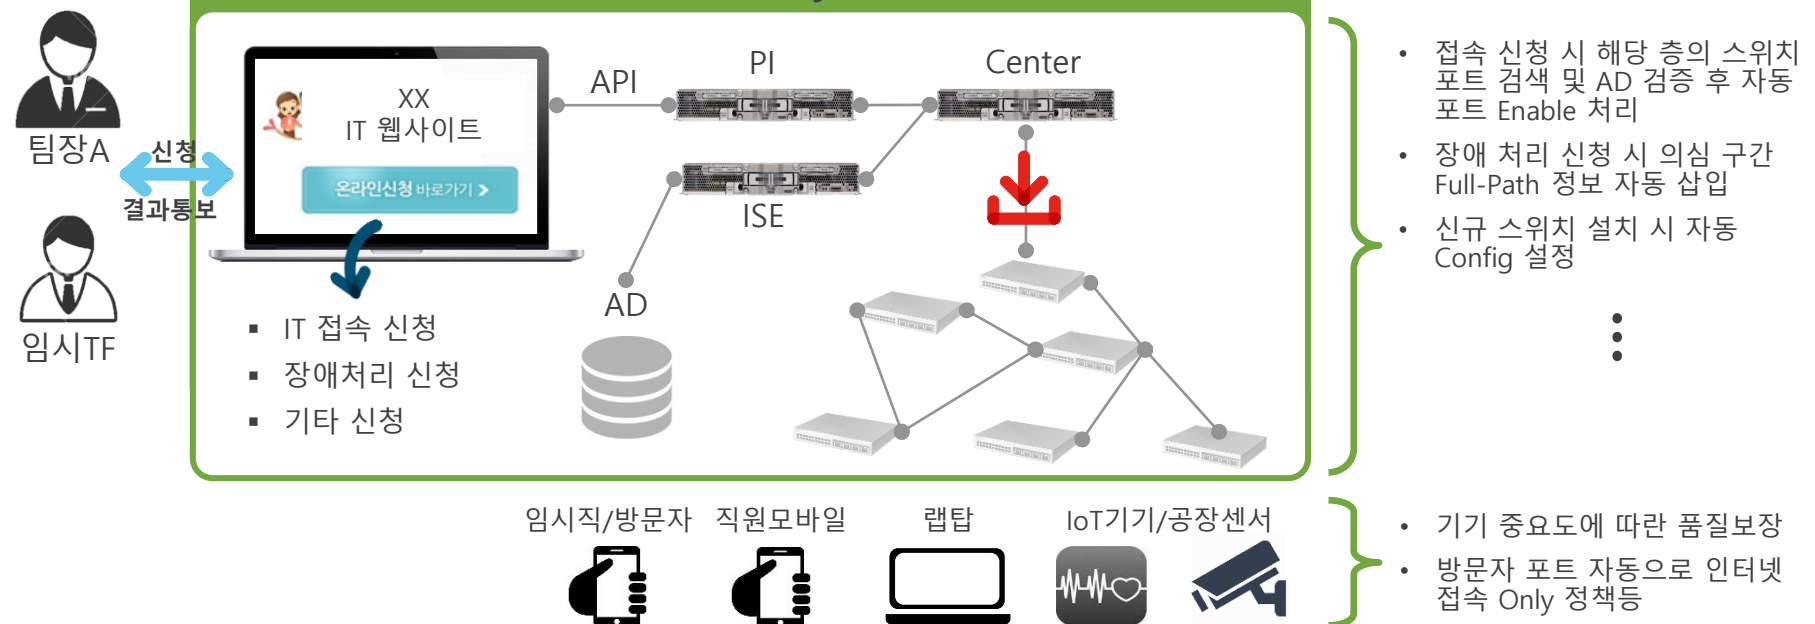 팀장A
신청
결과통보
임시TF
XX
IT 웹사이트
온라인신청 바로가기
IT 접속 신청
장애처리 신청
기타 신청
API
PI
ISE
AD
Center
접속 신청 시 해당 층의 스위치
포트 검색 및 AD 검증 후 자동
포트 Enable 처리
장애 처리 신청 시 의심 구간
Full-Path 정보 자동 삽입
신규 스위치 설치 시 자동
Config 설정
임시직/방문자
직원모바일
랩탑
IoT기기/공장센서
기기 중요도에 따란 품질보장
방문자 포트 자동으로 인터넷
접속 Only 정책등